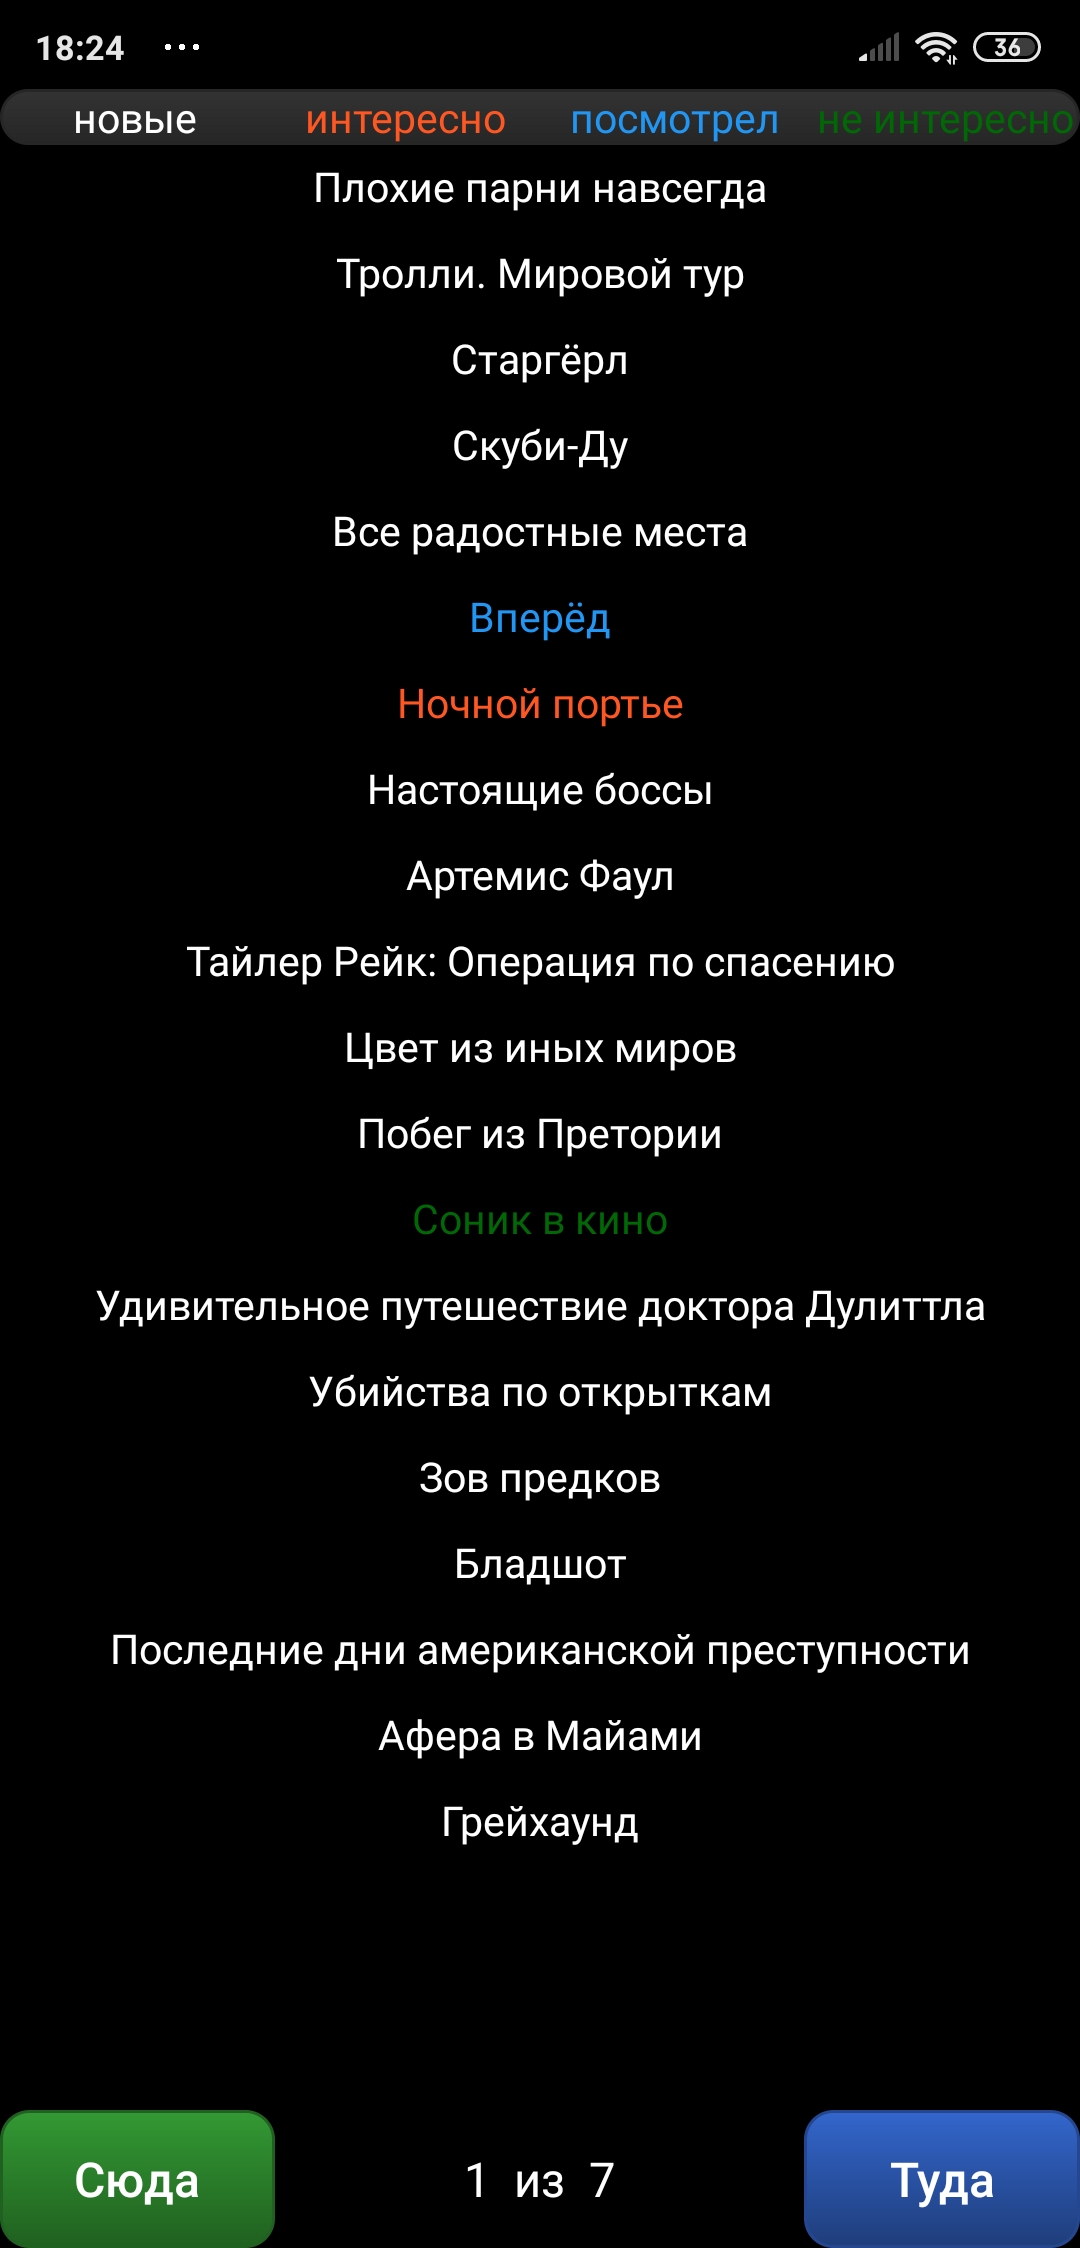 18:24 ... 36
новые интересно посмотрел не интересно
Плохие парни навсегда
Тролли. Мировой тур
Старгёрл
Скуби-Ду
Все радостные места
Вперёд
Ночной портье
Настоящие боссы
Артемис Фаул
Тайлер Рейк: Операция по спасению
Цвет из иных миров
Побег из Претории
Соник в кино
Удивительное путешествие доктора Дулиттла
Убийства по открыткам
Зов предков
Бладшот
Последние дни американской преступности
Афера в Майами
Грейхаунд
Сюда 1 из 7 Туда